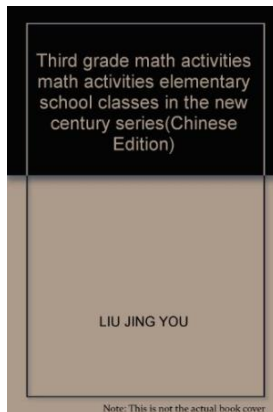 Third grade math activities
math activities elementary
school classes in the new
century series(Chinese
Edition)
LIU JING YOU
Note: This is not the actual book cover